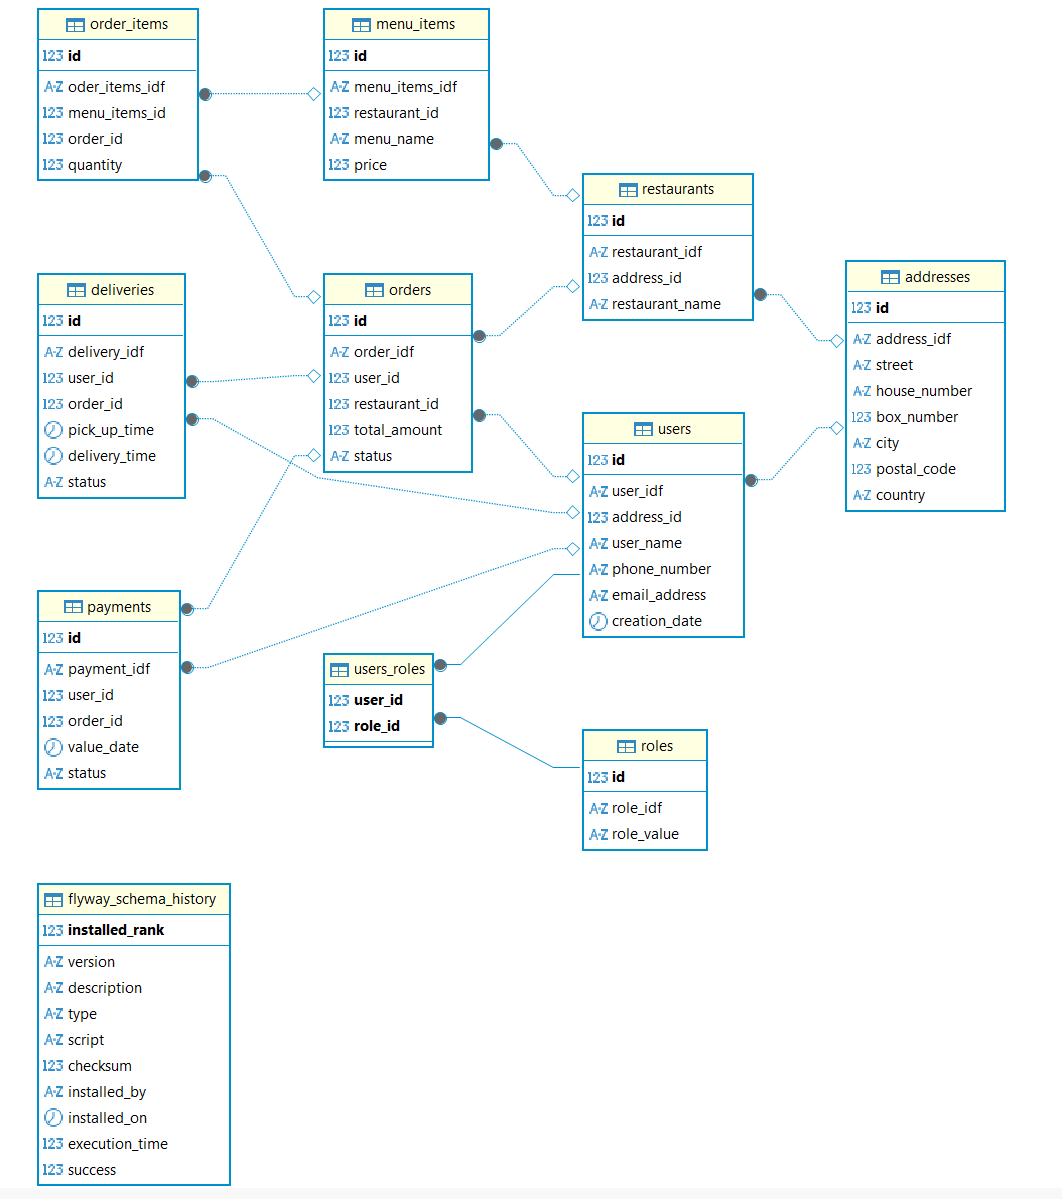 order_items
123 id
A-Z oder_items_idf
123 menu_items_id
123 order_id
123 quantity
menu_items
123 id
A-Z menu_items_idf
123 restaurant_id
A-Z menu_name
123 price
restaurants
123 id
A-Z restaurant_idf
123 address_id
A-Z restaurant_name
addresses
123 id
A-Z address_idf
A-Z street
A-Z house_number
123 box_number
A-Z city
123 postal_code
A-Z country
deliveries
123 id
A-Z delivery_idf
123 user_id
123 order_id
pick_up_time
delivery_time
A-Z status
orders
123 id
A-Z order_idf
123 user_id
123 restaurant_id
123 total_amount
A-Z status
users
123 id
A-Z user_idf
123 address_id
A-Z user_name
A-Z phone_number
A-Z email_address
creation_date
payments
123 id
A-Z payment_idf
123 user_id
123 order_id
value_date
A-Z status
users_roles
123 user_id
123 role_id
roles
123 id
A-Z role_idf
A-Z role_value
flyway_schema_history
123 installed_rank
A-Z version
A-Z description
A-Z type
A-Z script
123 checksum
A-Z installed_by
installed_on
123 execution_time
123 success